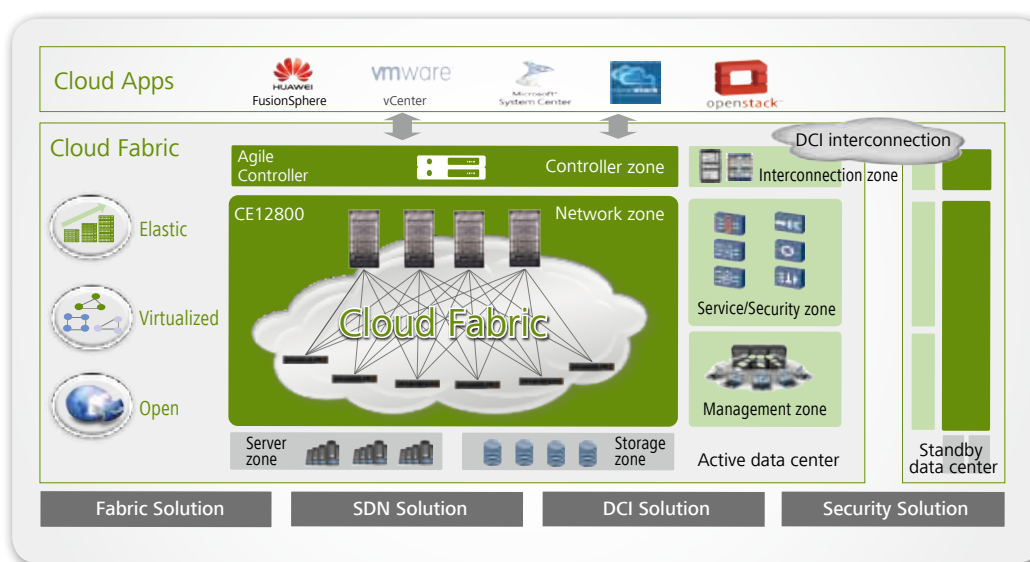 Cloud Apps
HUAWEI
FusionSphere
vmware
vCenter
Microsoft
System Center
openstack
Cloud Fabric
Elastic
Virtualized
Open
Agile
Controller
Controller zone
DCI interconnection
Interconnection zone
CE12800
Network zone
Cloud Fabric
Service/Security zone
Management zone
Server
zone
Storage
zone
Active data center
Standby
data center
Fabric Solution
SDN Solution
DCI Solution
Security Solution